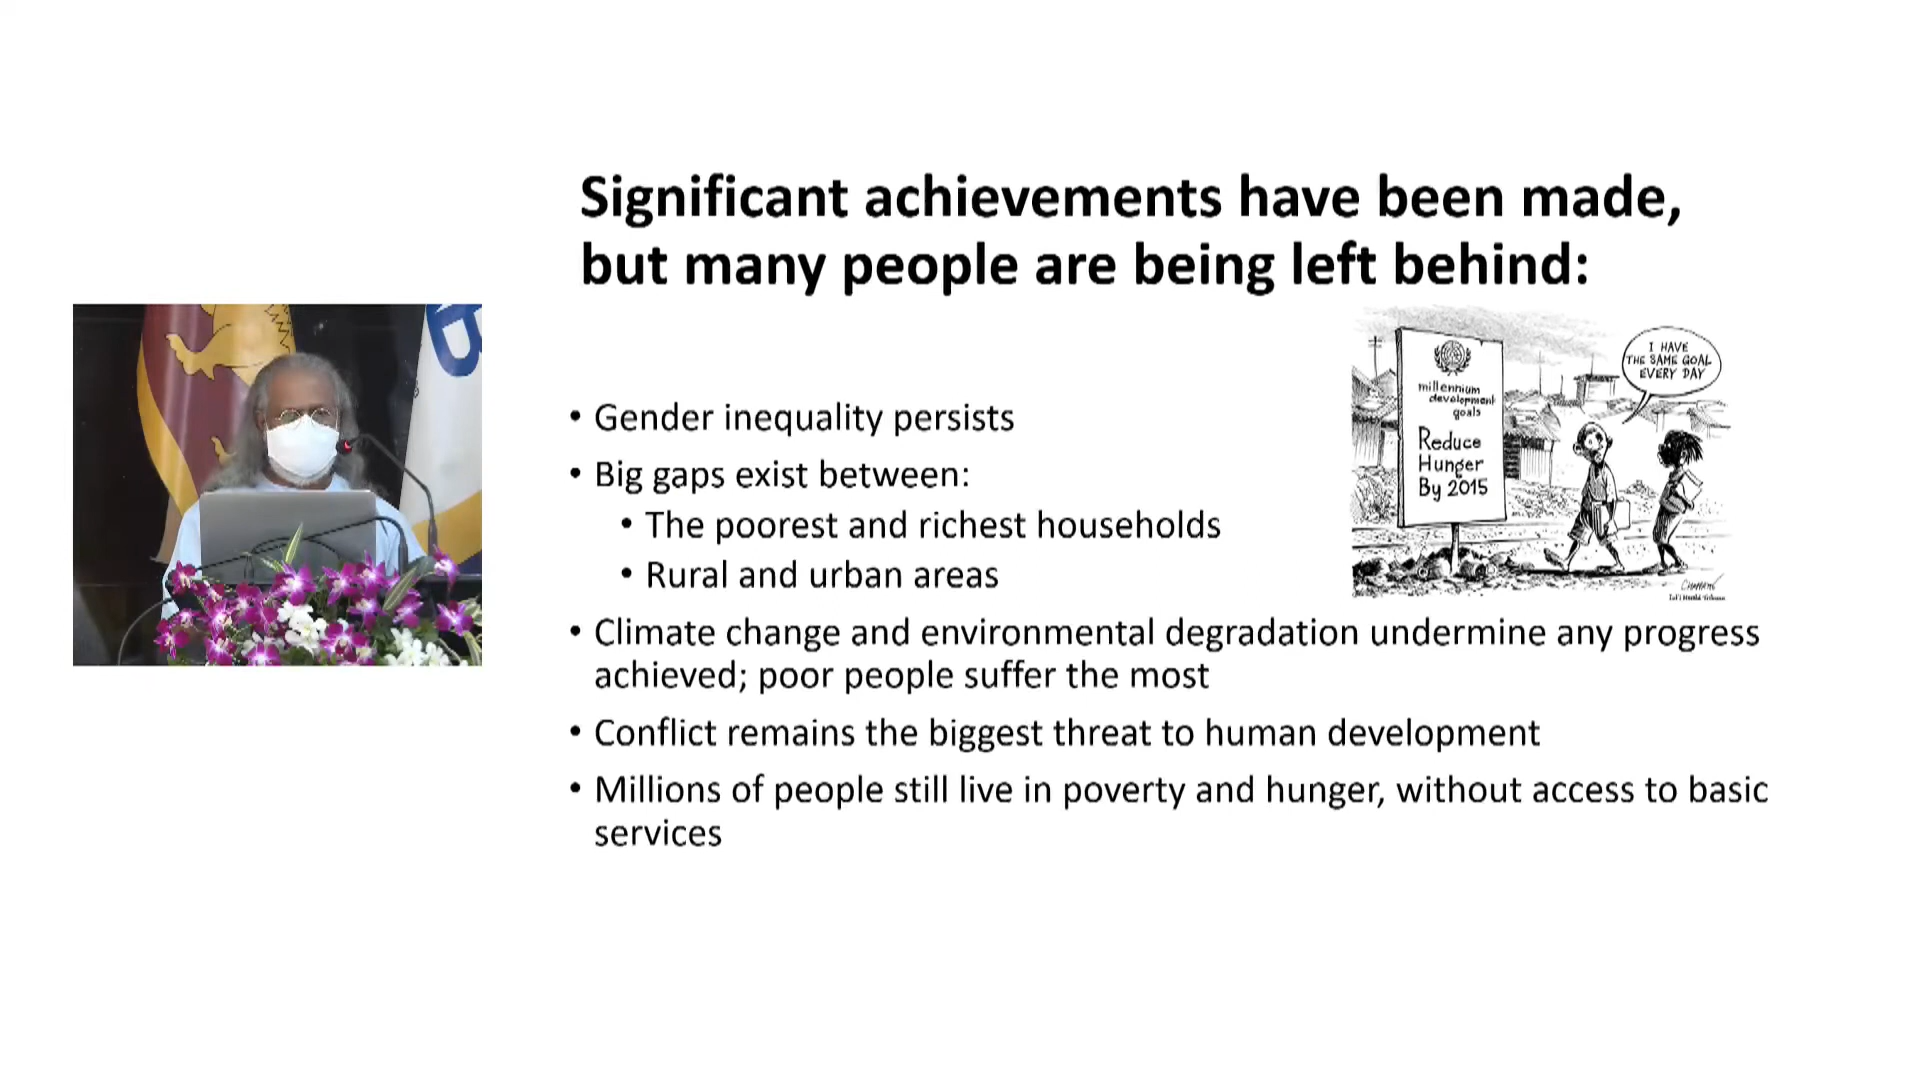 Significant achievements have been made,
but many people are being left behind:
B
I HAVE
THE SAME GOAL
EVERY DAY
millennium
development
goals
Reduce
Hunger
By 2015
• Gender inequality persists
• Big gaps exist between:
• The poorest and richest households
• Rural and urban areas
• Climate change and environmental degradation undermine any progress
achieved; poor people suffer the most
• Conflict remains the biggest threat to human development
• Millions of people still live in poverty and hunger, without access to basic
services